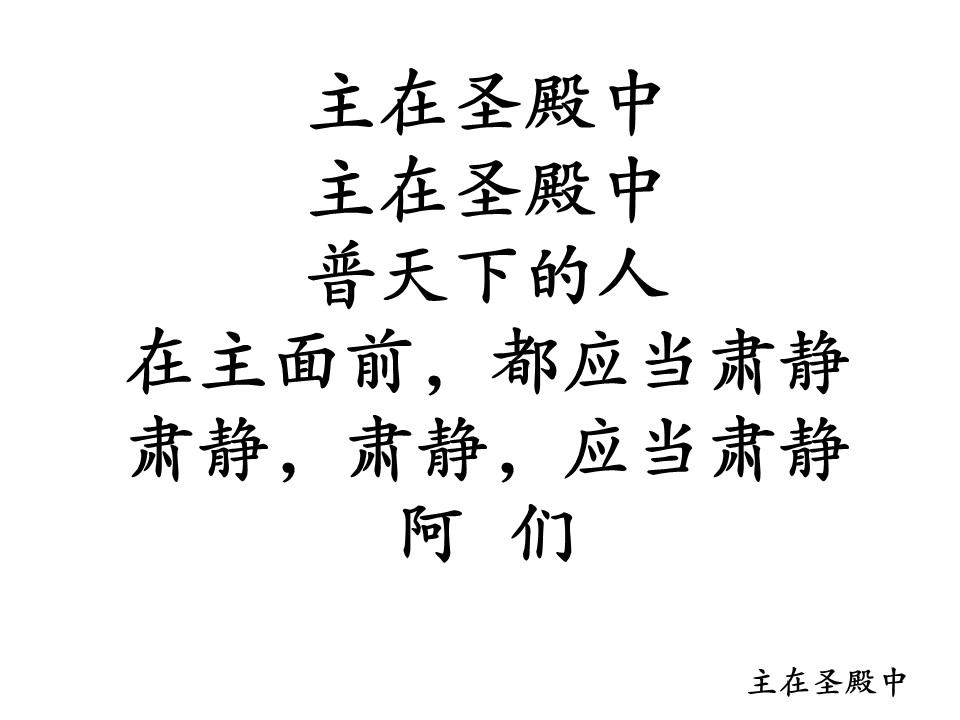 主在圣殿中
主在圣殿中
普天下的人
在主面前，都应当肃静
肃静，肃静，应当肃静
阿 们
主在圣殿中